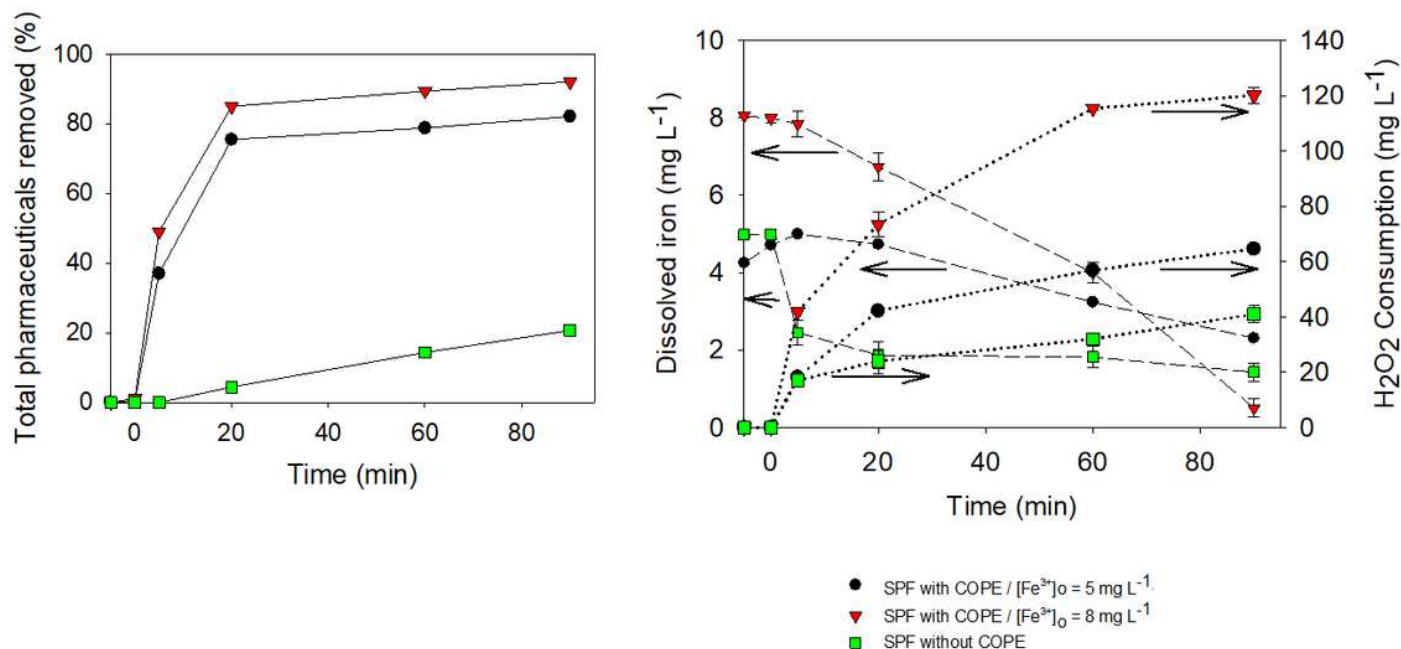 Total pharmaceuticals removed (%)
100
80
60
40
20
0
0 20 40 60 80
Time (min)
Dissolved iron (mg L⁻¹)
10
8
6
4
2
0
0 20 40 60 80
Time (min)
140
120
100
80
60
40
20
0
H2O2 Consumption (mg L⁻¹)
SPF with COPE / [Fe³⁺]o = 5 mg L⁻¹.
SPF with COPE / [Fe³⁺]o = 8 mg L⁻¹
SPF without COPE